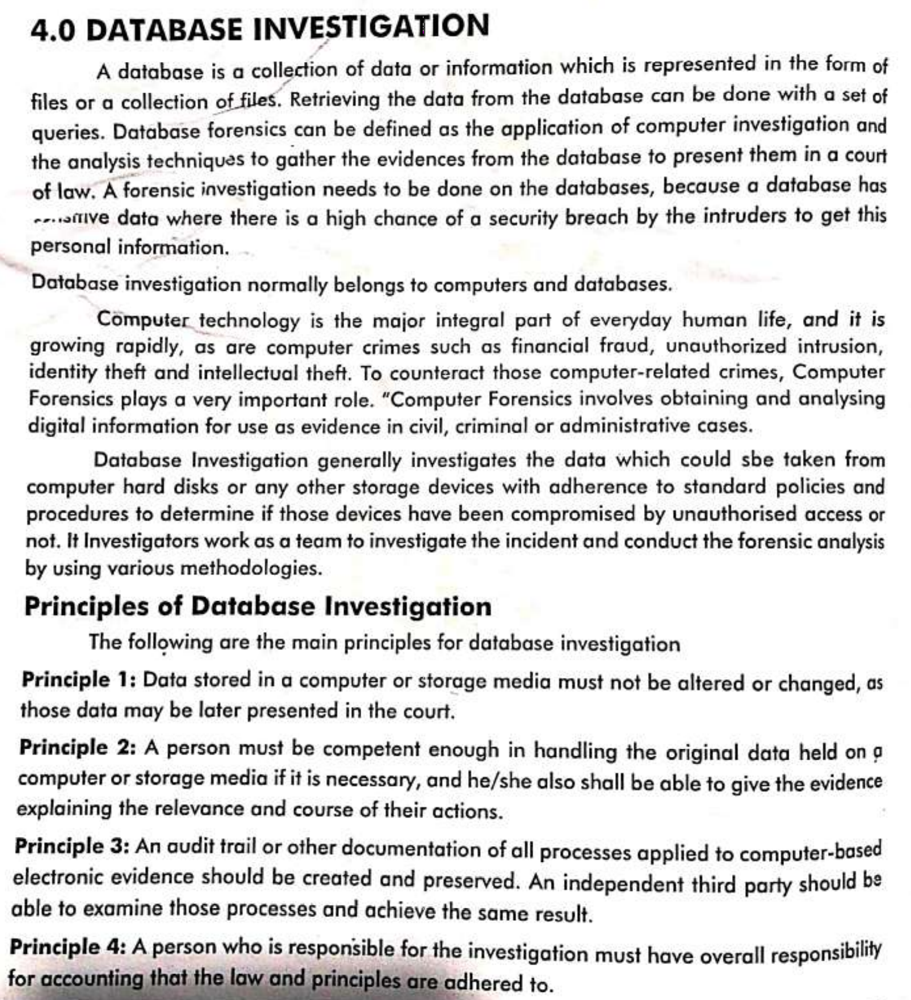 4.0 DATABASE INVESTIGATION
A database is a collection of data or information which is represented in the form of
files or a collection of files. Retrieving the data from the database can be done with a set of
queries. Database forensics can be defined as the application of computer investigation and
the analysis techniques to gather the evidences from the database to present them in a court
of law. A forensic investigation needs to be done on the databases, because a database has
data where there is a high chance of a security breach by the intruders to get this
personal information.
Database investigation normally belongs to computers and databases.
Computer technology is the major integral part of everyday human life, and it is
growing rapidly, as are computer crimes such as financial fraud, unauthorized intrusion,
identity theft and intellectual theft. To counteract those computer-related crimes, Computer
Forensics plays a very important role. "Computer Forensics involves obtaining and analysing
digital information for use as evidence in civil, criminal or administrative cases.
Database Investigation generally investigates the data which could sbe taken from
computer hard disks or any other storage devices with adherence to standard policies and
procedures to determine if those devices have been compromised by unauthorised access or
not. It Investigators work as a team to investigate the incident and conduct the forensic analysis
by using various methodologies.
Principles of Database Investigation
The following are the main principles for database investigation
Principle 1: Data stored in a computer or storage media must not be altered or changed, as
those data may be later presented in the court.
Principle 2: A person must be competent enough in handling the original data held on a
computer or storage media if it is necessary, and he/she also shall be able to give the evidence
explaining the relevance and course of their actions.
Principle 3: An audit trail or other documentation of all processes applied to computer-based
electronic evidence should be created and preserved. An independent third party should be
able to examine those processes and achieve the same result.
Principle 4: A person who is responsible for the investigation must have overall responsibility
for accounting that the law and principles are adhered to.